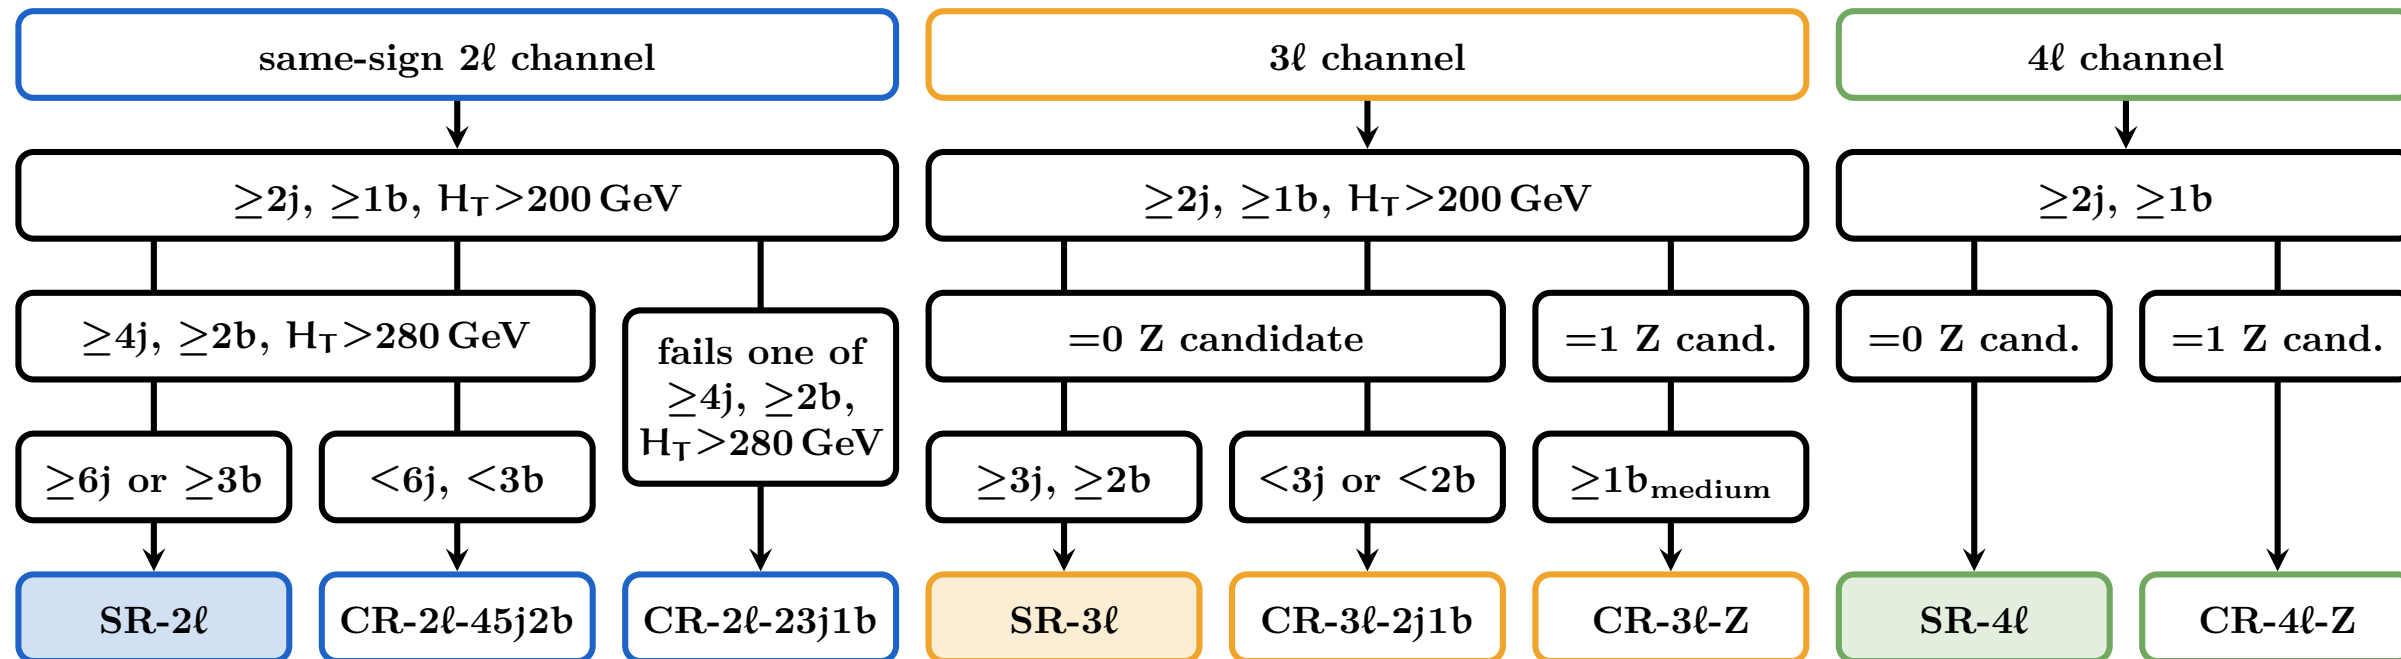 same-sign 2ℓ channel
3ℓ channel
4ℓ channel
≥2j, ≥1b, H_T>200 GeV
≥2j, ≥1b, H_T>200 GeV
≥2j, ≥1b
≥4j, ≥2b, H_T>280 GeV
fails one of
≥4j, ≥2b,
H_T>280 GeV
=0 Z candidate
=1 Z cand.
=0 Z cand.
=1 Z cand.
≥6j or ≥3b
<6j, <3b
≥3j, ≥2b
<3j or <2b
≥1b_medium
SR-2ℓ
CR-2ℓ-45j2b
CR-2ℓ-23j1b
SR-3ℓ
CR-3ℓ-2j1b
CR-3ℓ-Z
SR-4ℓ
CR-4ℓ-Z